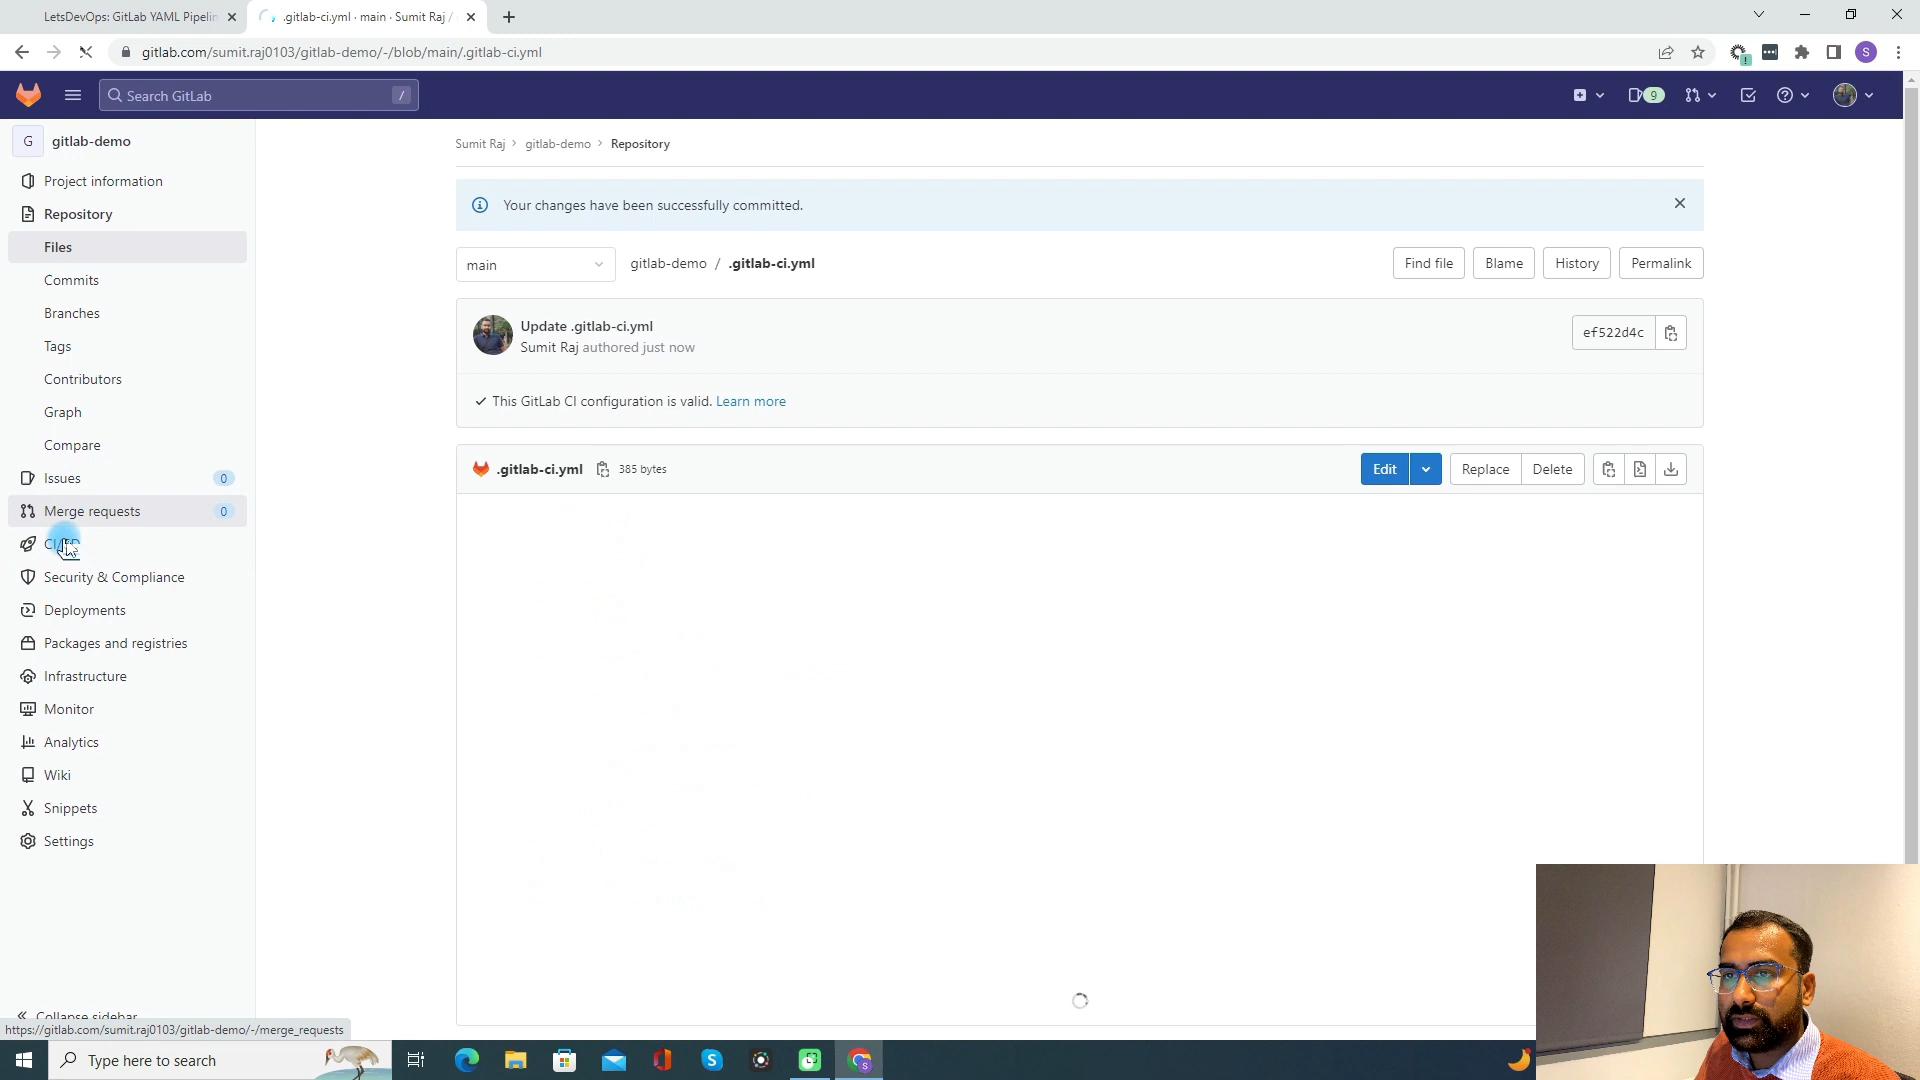 LetsDevOps: GitLab YAML Pipelin
.gitlab-ci.yml · main · Sumit Raj /
gitlab.com/sumit.raj0103/gitlab-demo/-/blob/main/.gitlab-ci.yml
S
Search GitLab
/
9
G
gitlab-demo
Project information
Repository
Files
Commits
Branches
Tags
Contributors
Graph
Compare
Issues
0
Merge requests
0
Security & Compliance
Deployments
Packages and registries
Infrastructure
Monitor
Analytics
Wiki
Snippets
Settings
Collapse sidebar
https://gitlab.com/sumit.raj0103/gitlab-demo/-/merge_requests
Sumit Raj > gitlab-demo > Repository
Your changes have been successfully committed.
main
gitlab-demo / .gitlab-ci.yml
Find file
Blame
History
Permalink
Update .gitlab-ci.yml
Sumit Raj authored just now
ef522d4c
This GitLab CI configuration is valid. Learn more
.gitlab-ci.yml
385 bytes
Edit
Replace
Delete
Type here to search